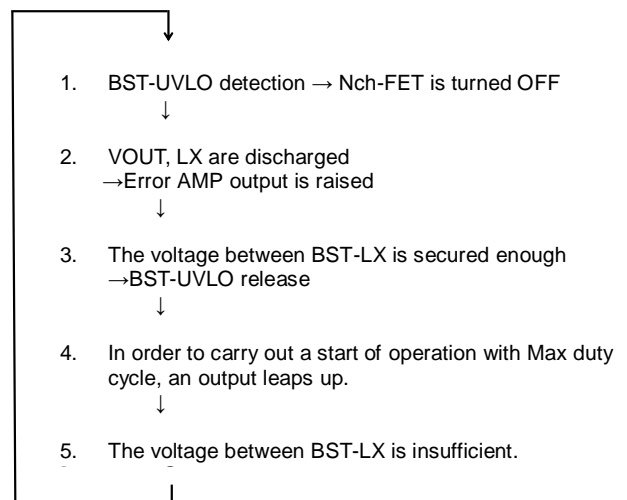 1. BST-UVLO detection → Nch-FET is turned OFF
↓
2. VOUT, LX are discharged
→Error AMP output is raised
↓
3. The voltage between BST-LX is secured enough
→BST-UVLO release
↓
4. In order to carry out a start of operation with Max duty
cycle, an output leaps up.
↓
5. The voltage between BST-LX is insufficient.